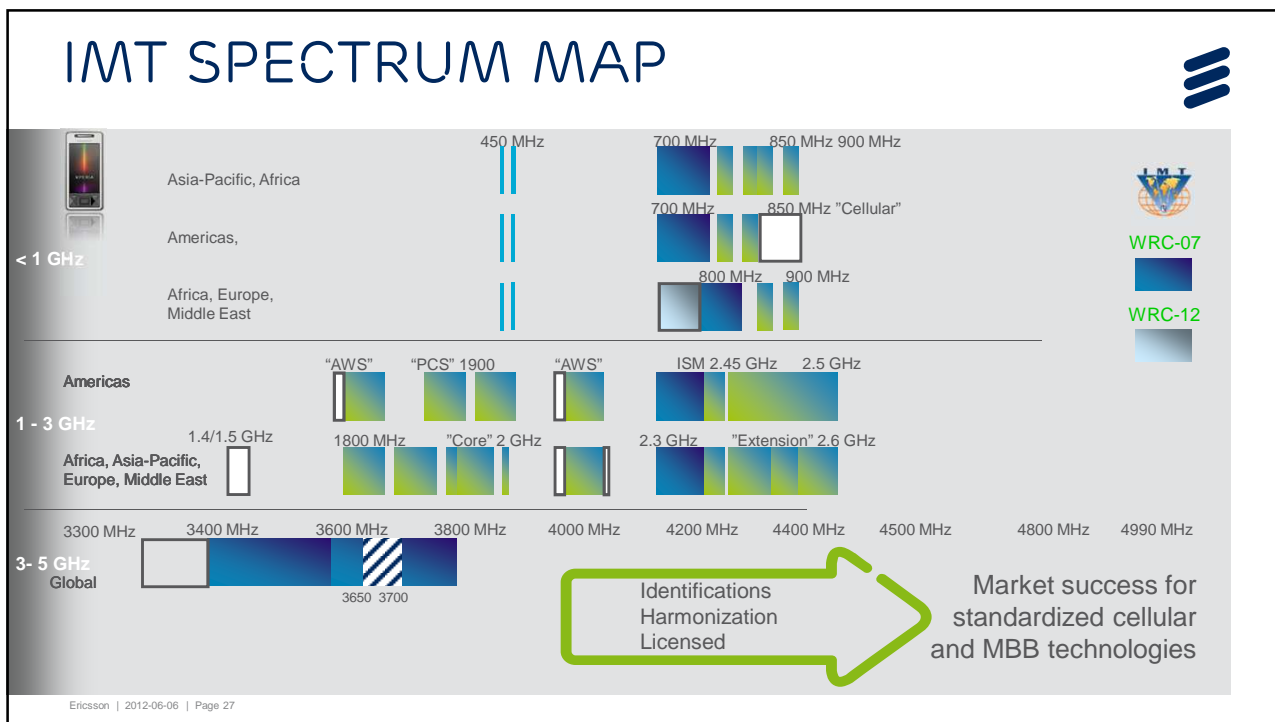 IMT SPECTRUM MAP
450 MHz
700 MHz
850 MHz 900 MHz
Asia-Pacific, Africa
IMT
700 MHz
850 MHz ”Cellular”
Americas,
WRC-07
< 1 GHz
800 MHz
900 MHz
Africa, Europe,
Middle East
WRC-12
“AWS”
“PCS” 1900
“AWS”
ISM 2.45 GHz
2.5 GHz
Americas
1 - 3 GHz
1.4/1.5 GHz
1800 MHz
”Core” 2 GHz
2.3 GHz
”Extension” 2.6 GHz
Africa, Asia-Pacific,
Europe, Middle East
3300 MHz
3400 MHz
3600 MHz
3800 MHz
4000 MHz
4200 MHz
4400 MHz
4500 MHz
4800 MHz
4990 MHz
3- 5 GHz
Global
3650 3700
Identifications
Harmonization
Licensed
Market success for
standardized cellular
and MBB technologies
Ericsson | 2012-06-06 | Page 27